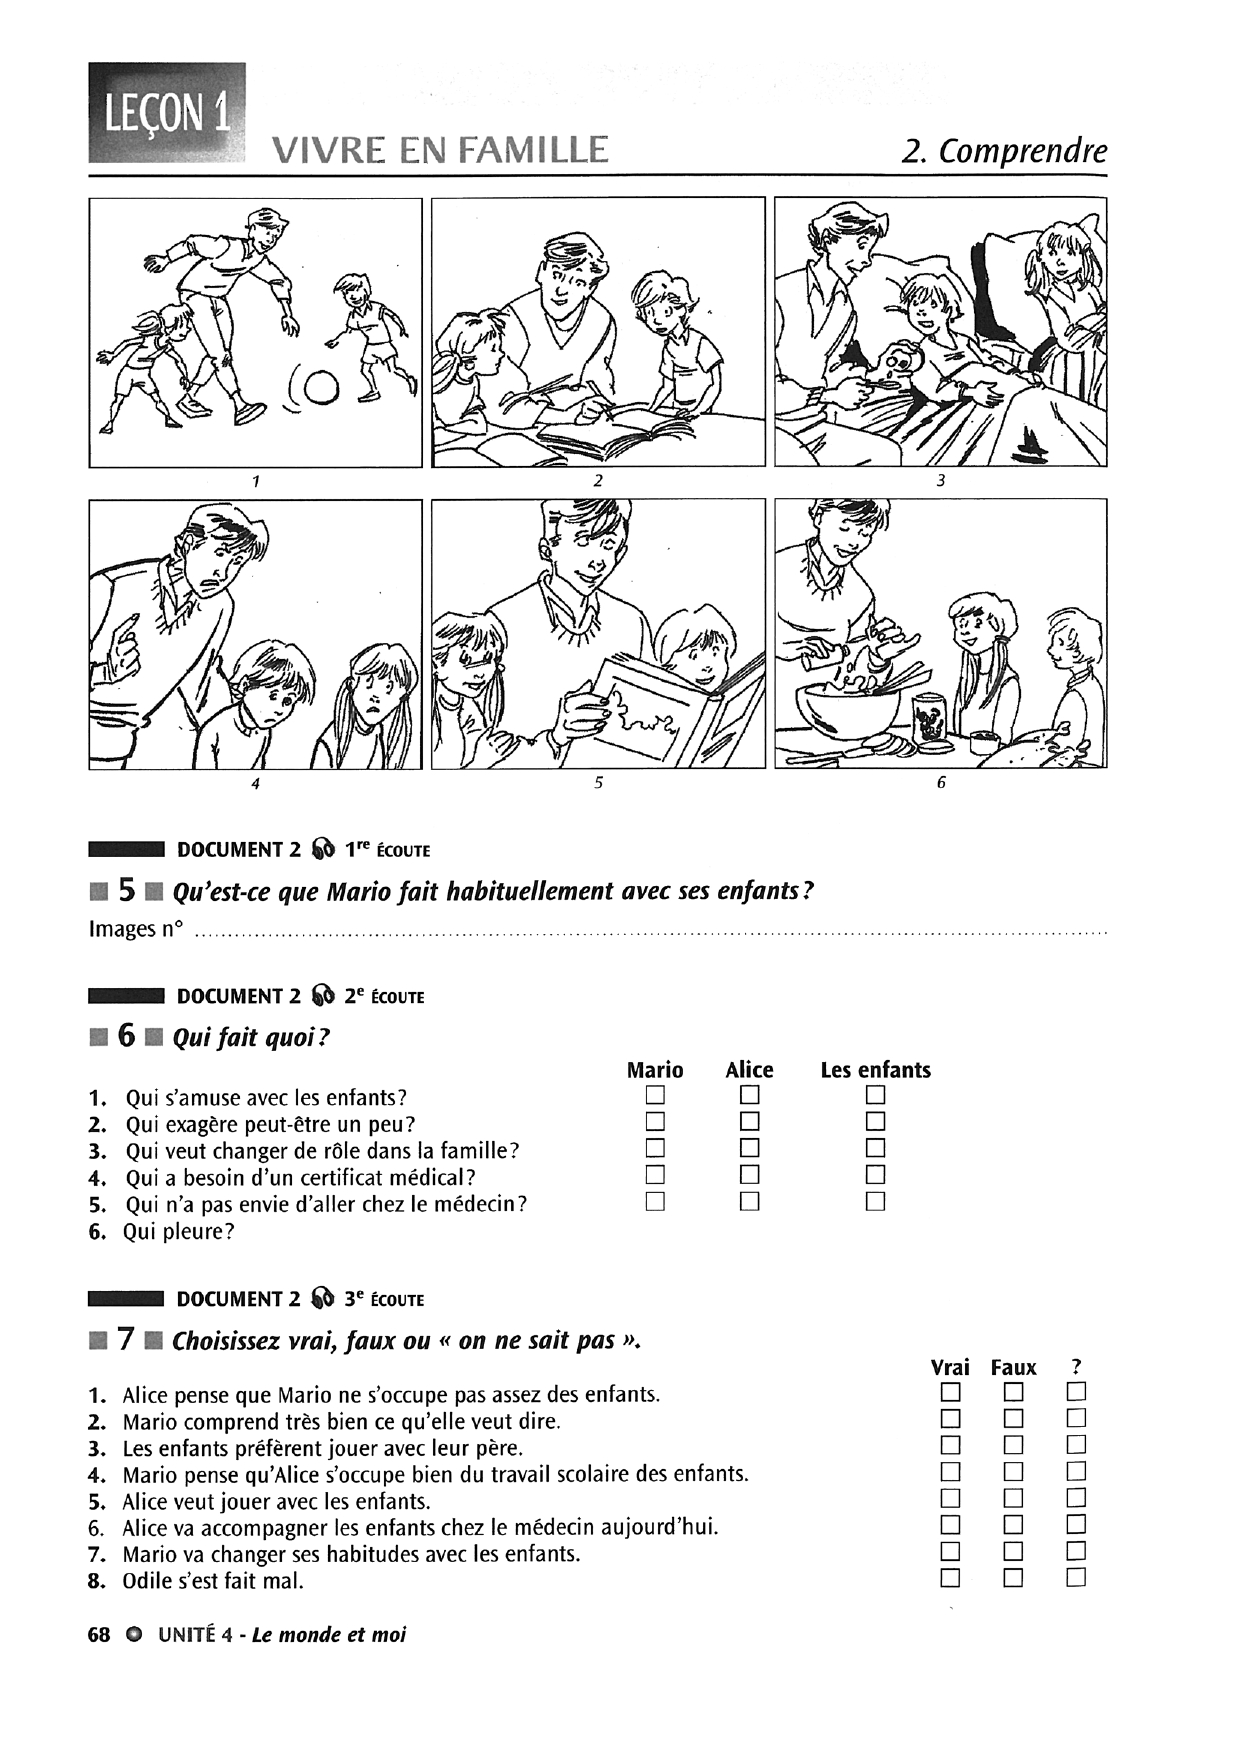 LEÇON 1
VIVRE EN FAMILLE
2. Comprendre
1
2
3
4
5
6
DOCUMENT 2 1re ÉCOUTE
5 Qu'est-ce que Mario fait habituellement avec ses enfants ?
Images n° ..........
DOCUMENT 2 2e ÉCOUTE
6 Qui fait quoi ?
Mario Alice Les enfants
1. Qui s'amuse avec les enfants ?
2. Qui exagère peut-être un peu ?
3. Qui veut changer de rôle dans la famille ?
4. Qui a besoin d'un certificat médical ?
5. Qui n'a pas envie d'aller chez le médecin ?
6. Qui pleure ?
DOCUMENT 2 3e ÉCOUTE
7 Choisissez vrai, faux ou « on ne sait pas ».
Vrai Faux ?
1. Alice pense que Mario ne s'occupe pas assez des enfants.
2. Mario comprend très bien ce qu'elle veut dire.
3. Les enfants préfèrent jouer avec leur père.
4. Mario pense qu'Alice s'occupe bien du travail scolaire des enfants.
5. Alice veut jouer avec les enfants.
6. Alice va accompagner les enfants chez le médecin aujourd'hui.
7. Mario va changer ses habitudes avec les enfants.
8. Odile s'est fait mal.
68 UNITÉ 4 - Le monde et moi